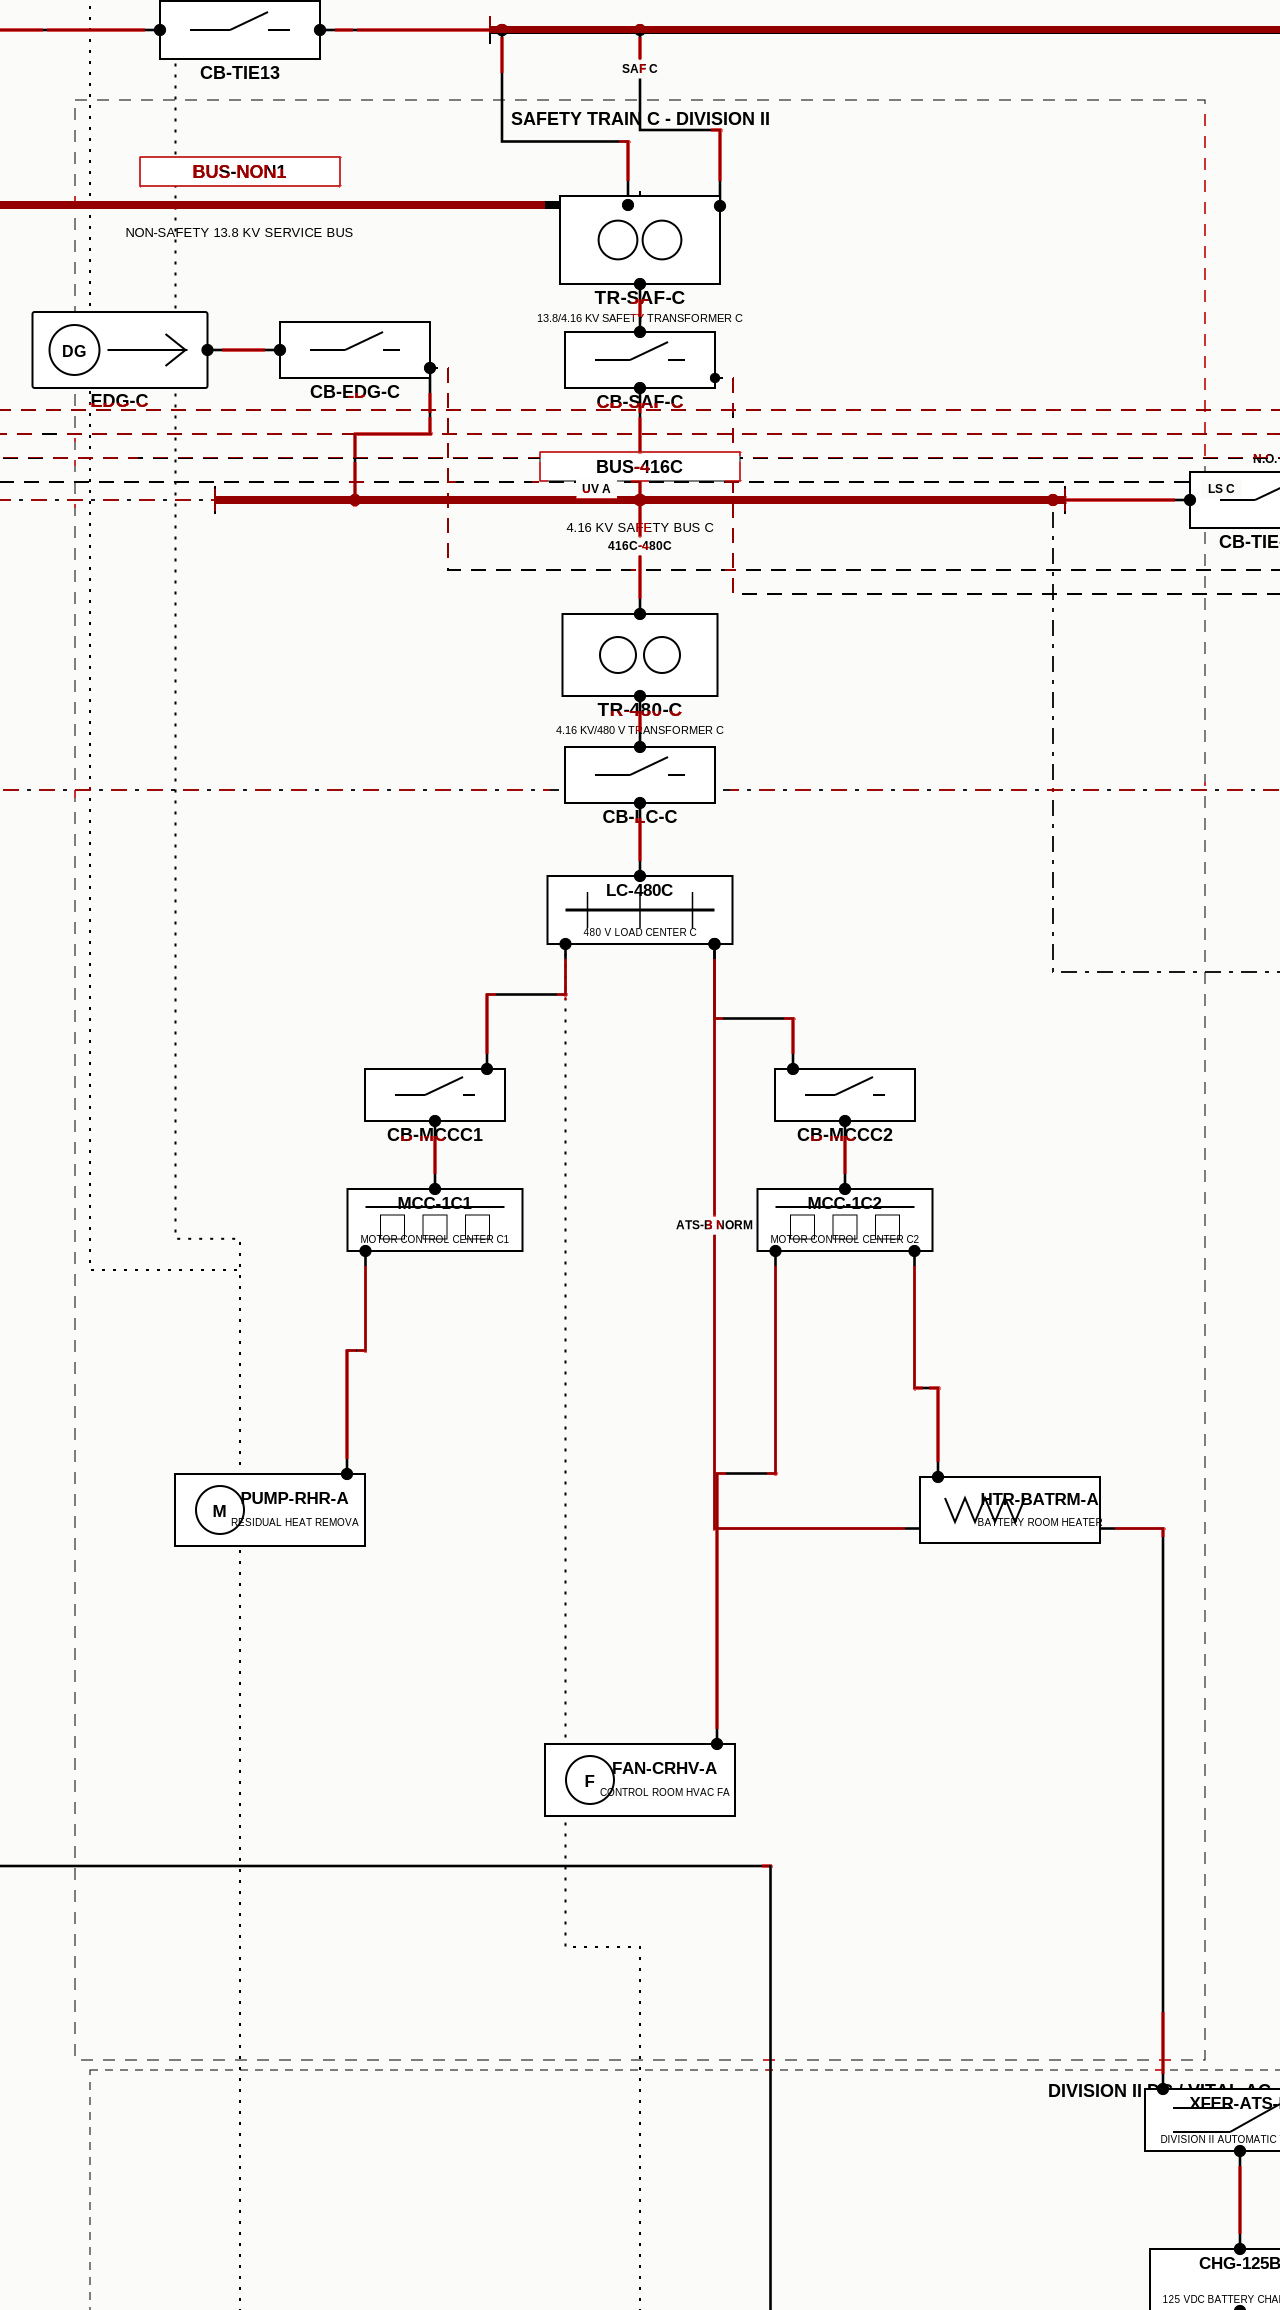 CB-TIE13
SAF C
SAFETY TRAIN C - DIVISION II
BUS-NON1
NON-SAFETY 13.8 KV SERVICE BUS
TR-SAF-C
13.8/4.16 KV SAFETY TRANSFORMER C
DG
EDG-C
CB-EDG-C
CB-SAF-C
BUS-416C
UV A
N.O.
LS C
CB-TIE
4.16 KV SAFETY BUS C
416C-480C
TR-480-C
4.16 KV/480 V TRANSFORMER C
CB-LC-C
LC-480C
480 V LOAD CENTER C
CB-MCCC1
CB-MCCC2
MCC-1C1
MOTOR CONTROL CENTER C1
MCC-1C2
MOTOR CONTROL CENTER C2
ATS-B NORM
M
PUMP-RHR-A
RESIDUAL HEAT REMOVA
HTR-BATRM-A
BATTERY ROOM HEATER
F
FAN-CRHV-A
CONTROL ROOM HVAC FA
DIVISION II DC / VITAL AC
XFER-ATS-
DIVISION II AUTOMATIC
CHG-125B
125 VDC BATTERY CHA